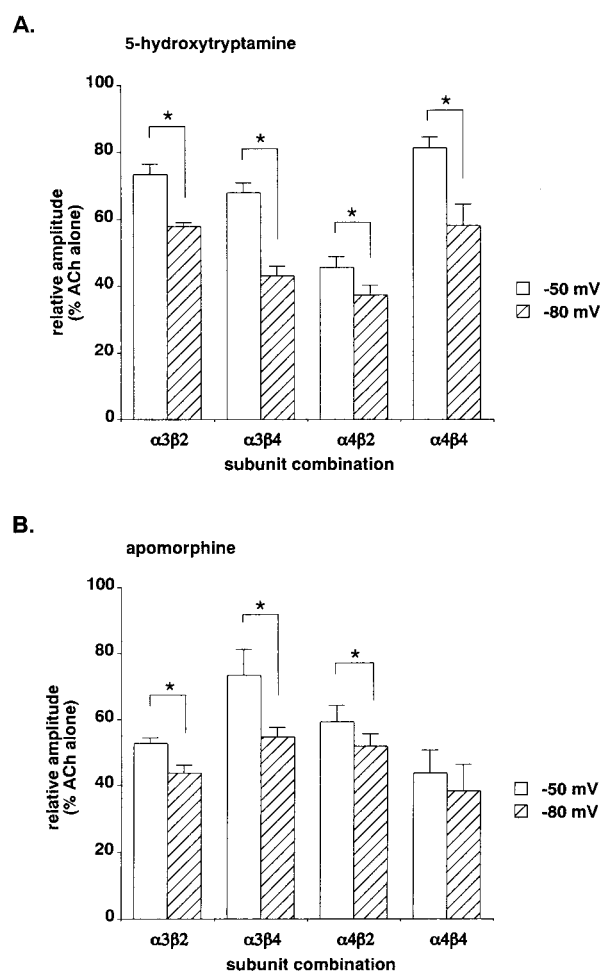 A.
5-hydroxytryptamine
100
80
60
40
20
0
relative amplitude
(% ACh alone)
*
*
*
*
-50 mV
-80 mV
α3β2
α3β4
α4β2
α4β4
subunit combination
B.
apomorphine
100
80
60
40
20
0
relative amplitude
(% ACh alone)
*
*
*
-50 mV
-80 mV
α3β2
α3β4
α4β2
α4β4
subunit combination